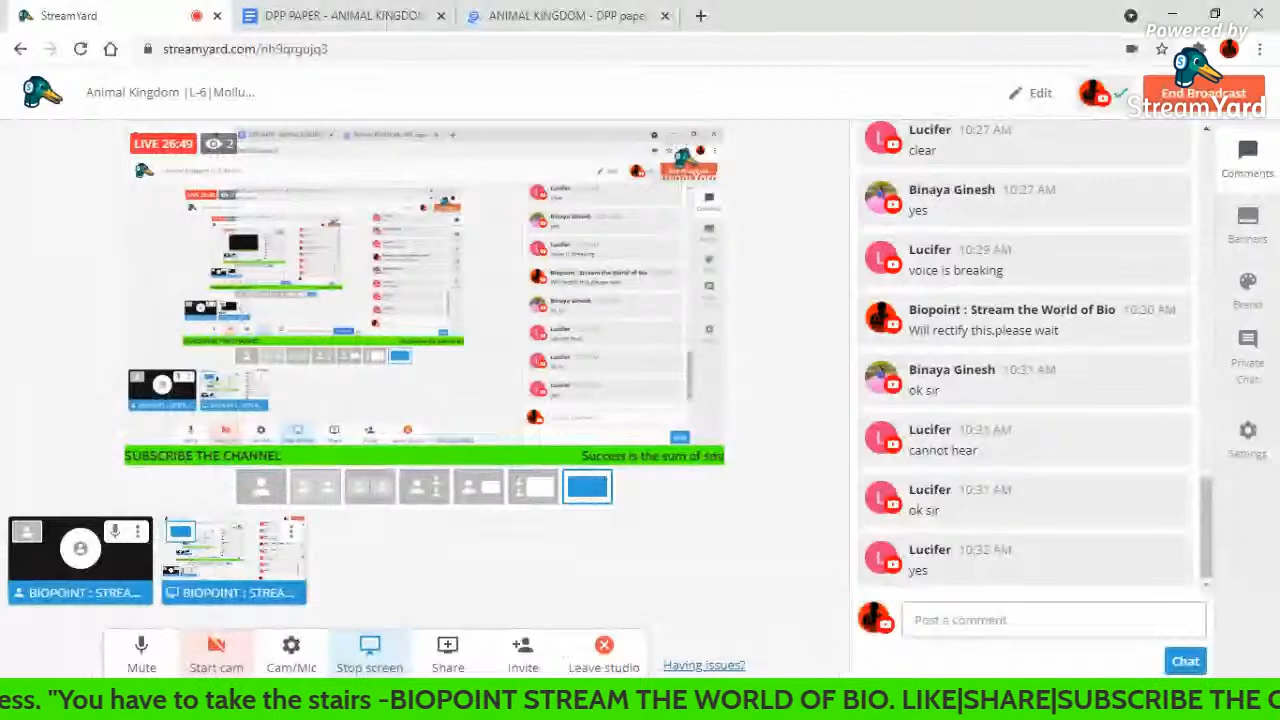 StreamYard
DPP PAPER - ANIMAL KINGDOM
ANIMAL KINGDOM - DPP pape
Powered by
StreamYard
streamyard.com/nh9qrgujq3
Animal Kingdom |L-6|Mollu...
Edit
End Broadcast
LIVE 26:49
2
SUBSCRIBE THE CHANNEL
Success is the sum of sm
BIOPOINT : STREA...
BIOPOINT : STREA...
Mute
Start cam
Cam/Mic
Stop screen
Share
Invite
Leave studio
Having issues?
Lucifer 10:27 AM
clear
Binaya Ginesh 10:27 AM
yes
Lucifer 10:29 AM
voice is breaking
Biopoint : Stream the World of Bio 10:30 AM
Will rectify this,please wait
Binaya Ginesh 10:31 AM
ok sir
Lucifer 10:31 AM
cannot hear
Lucifer 10:31 AM
ok sir
Lucifer 10:32 AM
yes
Post a comment
Chat
Comments
Banners
Brand
Private
Chat
Settings
ess. "You have to take the stairs -BIOPOINT STREAM THE WORLD OF BIO. LIKE|SHARE|SUBSCRIBE THE C